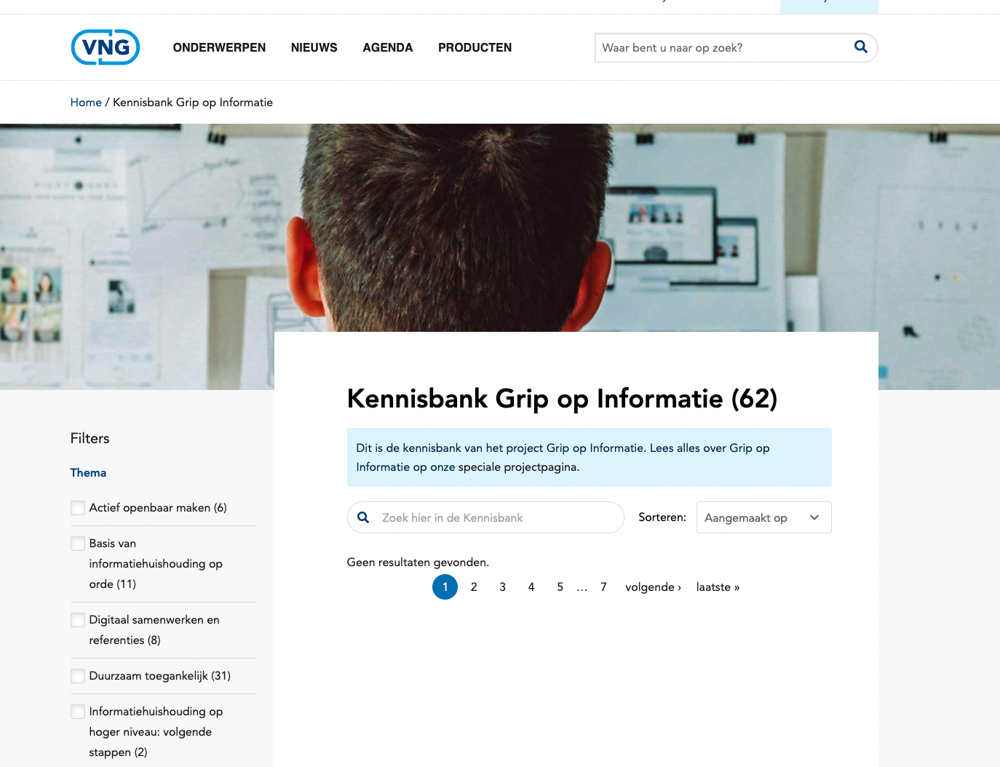 VNG
ONDERWERPEN
NIEUWS
AGENDA
PRODUCTEN
Waar bent u naar op zoek?
Home / Kennisbank Grip op Informatie
Kennisbank Grip op Informatie (62)
Dit is de kennisbank van het project Grip op Informatie. Lees alles over Grip op
Informatie op onze speciale projectpagina.
Zoek hier in de Kennisbank
Sorteren:
Aangemaakt op
Geen resultaten gevonden.
1 2 3 4 5 … 7 volgende › laatste »
Filters
Thema
Actief openbaar maken (6)
Basis van
informatiehuishouding op
orde (11)
Digitaal samenwerken en
referenties (8)
Duurzaam toegankelijk (31)
Informatiehuishouding op
hoger niveau: volgende
stappen (2)